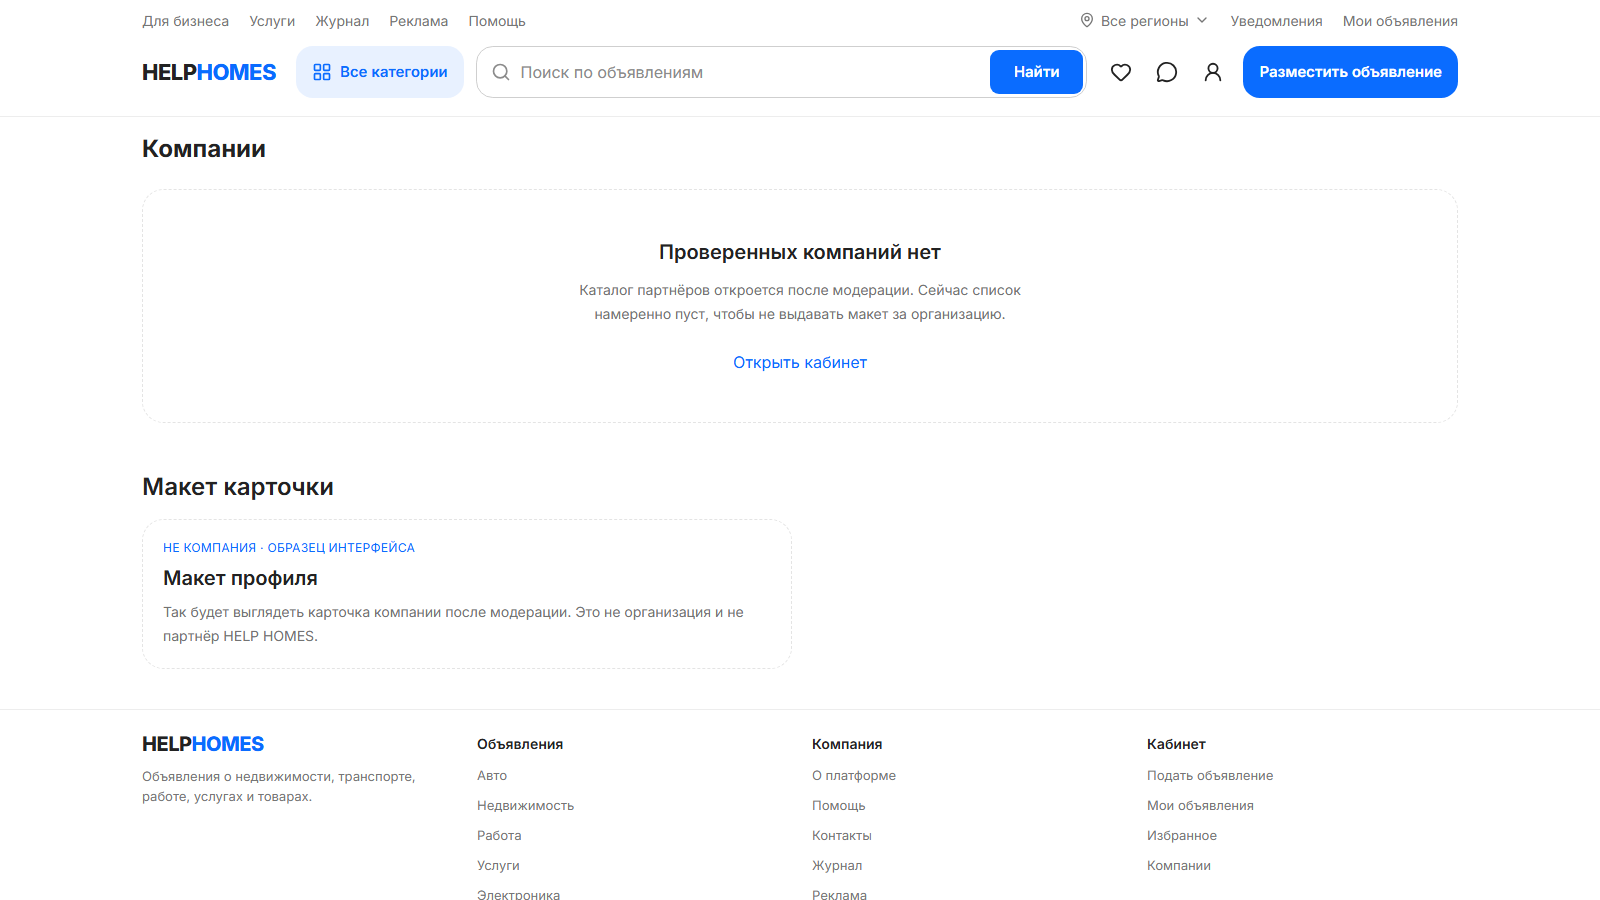 Для бизнеса Услуги Журнал Реклама Помощь Все регионы Уведомления Мои объявления
HELPHOMES Все категории Поиск по объявлениям Найти Разместить объявление
Компании
Проверенных компаний нет
Каталог партнёров откроется после модерации. Сейчас список
намеренно пуст, чтобы не выдавать макет за организацию.
Открыть кабинет
Макет карточки
НЕ КОМПАНИЯ · ОБРАЗЕЦ ИНТЕРФЕЙСА
Макет профиля
Так будет выглядеть карточка компании после модерации. Это не организация и не
партнёр HELP HOMES.
HELPHOMES
Объявления о недвижимости, транспорте,
работе, услугах и товарах.
Объявления
Авто
Недвижимость
Работа
Услуги
Электроника
Компания
О платформе
Помощь
Контакты
Журнал
Реклама
Кабинет
Подать объявление
Мои объявления
Избранное
Компании